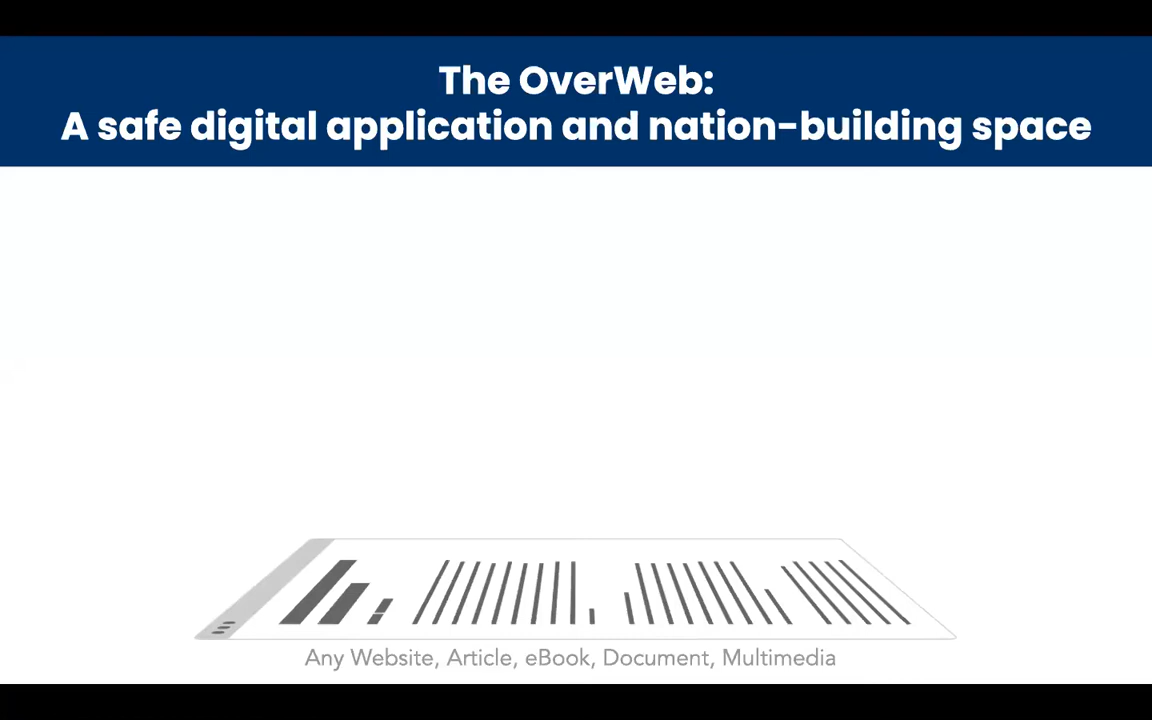 The OverWeb:
A safe digital application and nation-building space
Any Website, Article, eBook, Document, Multimedia